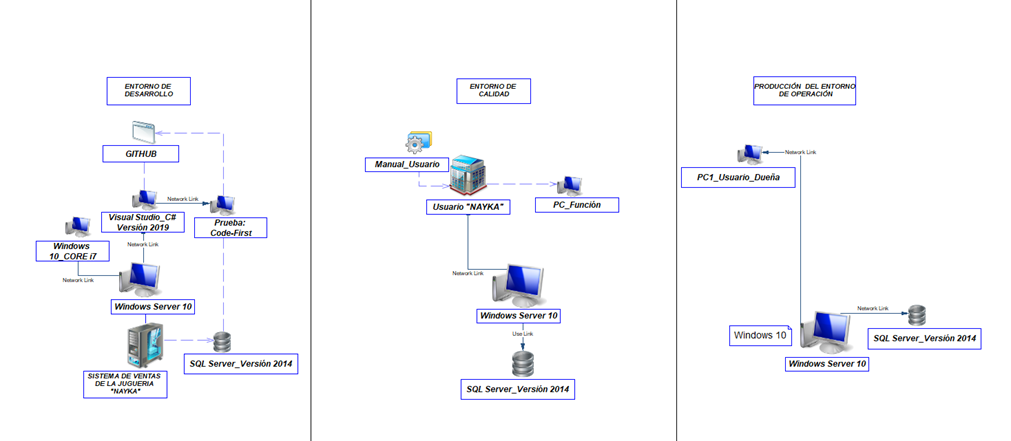 ENTORNO DE
DESARROLLO
GITHUB
Network Link
Visual Studio_C#
Versión 2019
Prueba:
Code-First
Windows
10_CORE i7
Network Link
Network Link
Windows Server 10
SQL Server_Versión 2014
SISTEMA DE VENTAS
DE LA JUGUERIA
"NAYKA"
ENTORNO DE
CALIDAD
Manual_Usuario
Usuario "NAYKA"
PC_Función
Network Link
Windows Server 10
Use Link
SQL Server_Versión 2014
PRODUCCIÓN DEL ENTORNO
DE OPERACIÓN
Network Link
PC1_Usuario_Dueña
Network Link
Windows 10
SQL Server_Versión 2014
Windows Server 10